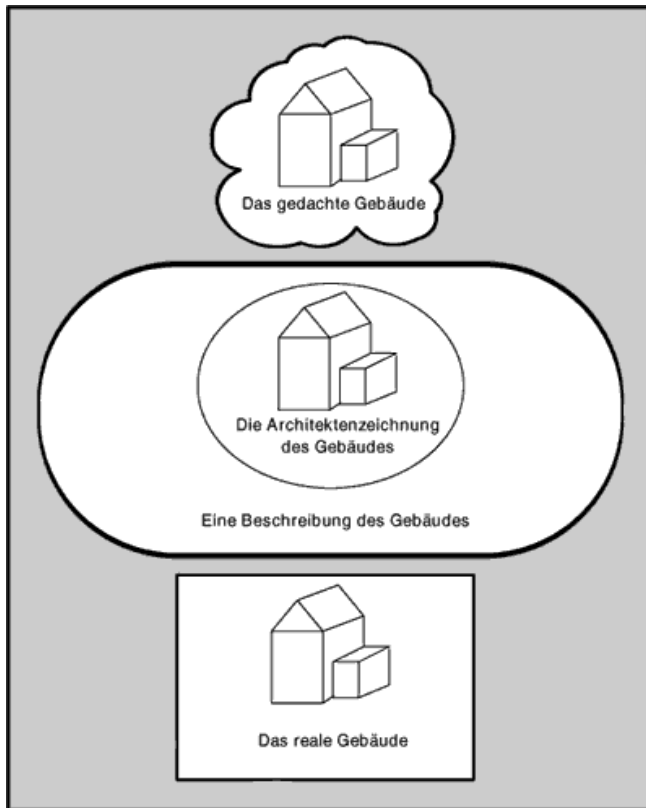 Das gedachte Gebäude
Die Architektenzeichnung
des Gebäudes
Eine Beschreibung des Gebäudes
Das reale Gebäude